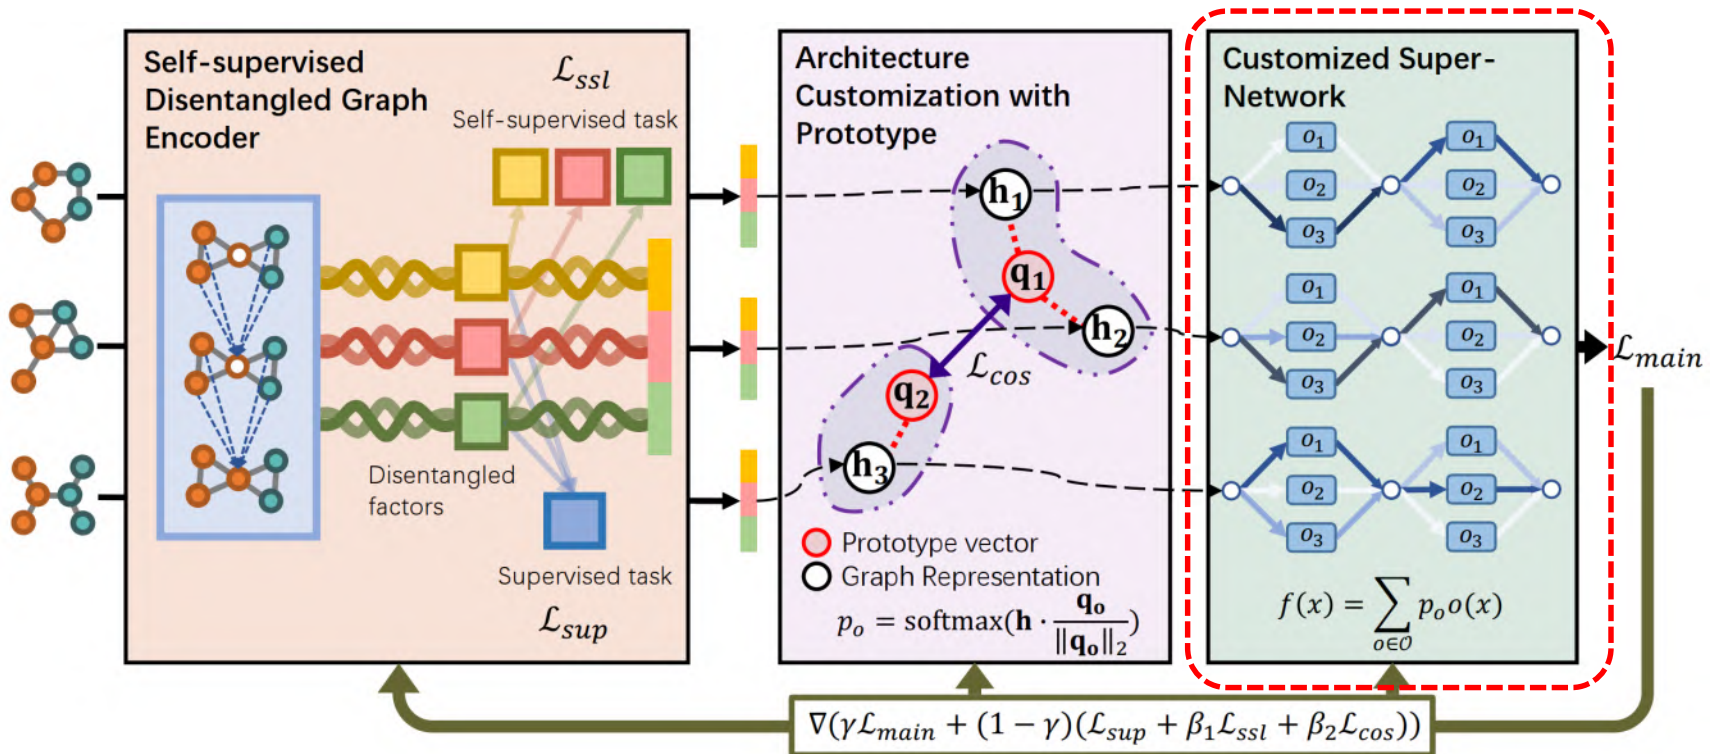 Self-supervised
Disentangled Graph
Encoder
ℒ_ssl
Self-supervised task
Disentangled
factors
Supervised task
ℒ_sup
Architecture
Customization with
Prototype
h₁
q₁
h₂
ℒ_cos
q₂
h₃
Prototype vector
Graph Representation
p_o = softmax(h · q_o / ‖q_o‖₂)
Customized Super-
Network
o₁ o₁
o₂ o₂
o₃ o₃
o₁ o₁
o₂ o₂
o₃ o₃
o₁ o₁
o₂ o₂
o₃ o₃
f(x) = ∑_{o∈𝒪} p_o o(x)
ℒ_main
∇(γℒ_main + (1 − γ)(ℒ_sup + β₁ℒ_ssl + β₂ℒ_cos))